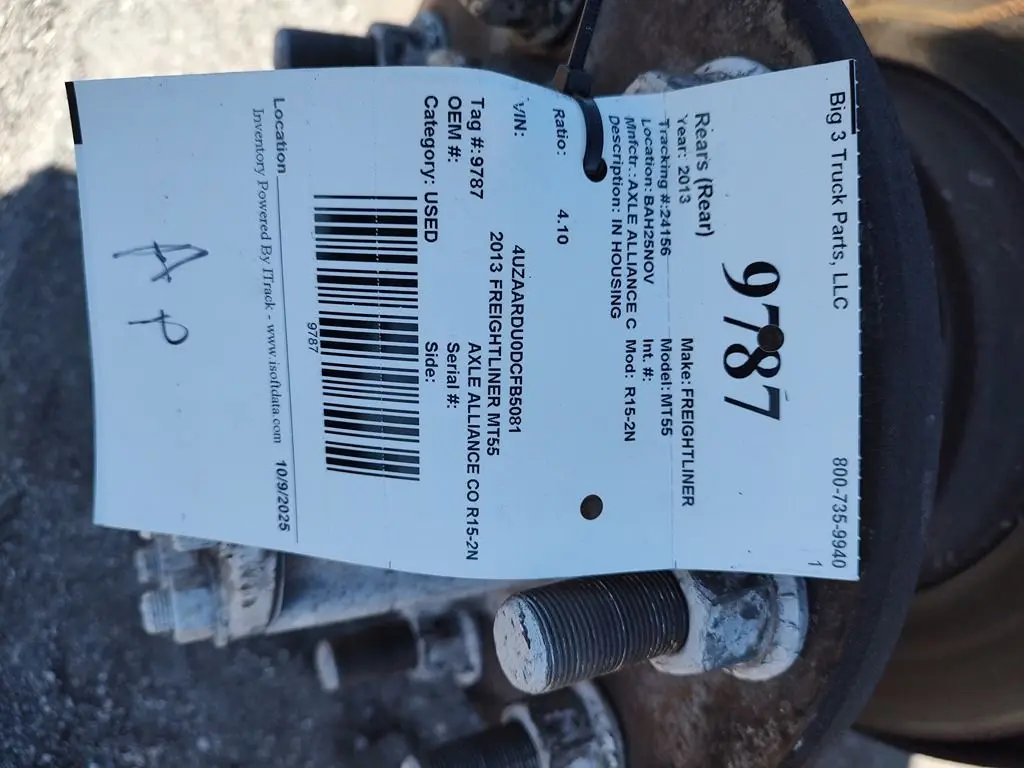 Big 3 Truck Parts, LLC 800-735-9940
1
9787
Rears (Rear)
Year: 2013 Make: FREIGHTLINER
Tracking #:24156 Model: MT55
Location: BAH25NOV Int. #:
Mnfctr.: AXLE ALLIANCE C Mod: R15-2N
Description: IN HOUSING
Ratio: 4.10
VIN: 4UZAARDU0DCFB5081
2013 FREIGHTLINER MT55
Tag #: 9787 AXLE ALLIANCE CO R15-2N
OEM #: Serial #:
Category: USED Side:
9787
Location
Inventory Powered By ITrack - www.isoftdata.com 10/9/2025
A P